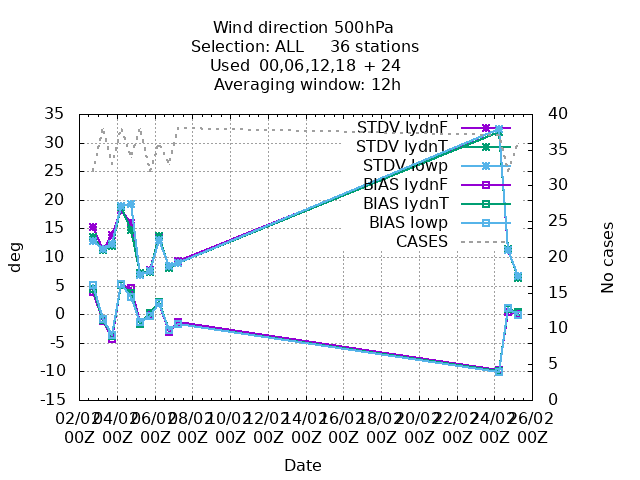 Wind direction 500hPa
Selection: ALL 36 stations
Used 00,06,12,18 + 24
Averaging window: 12h
35 40
STDV lydnF
30 35
STDV lydnT
25 STDV lowp
30
20 BIAS lydnF
BIAS lydnT
15 25
BIAS lowp
CASES
10 20
5
15
0
10
-5
-10 5
-15 0
deg
No cases
02/02 04/02 06/02 08/02 10/02 12/02 14/02 16/02 18/02 20/02 22/02 24/02 26/02
00Z 00Z 00Z 00Z 00Z 00Z 00Z 00Z 00Z 00Z 00Z 00Z 00Z
Date